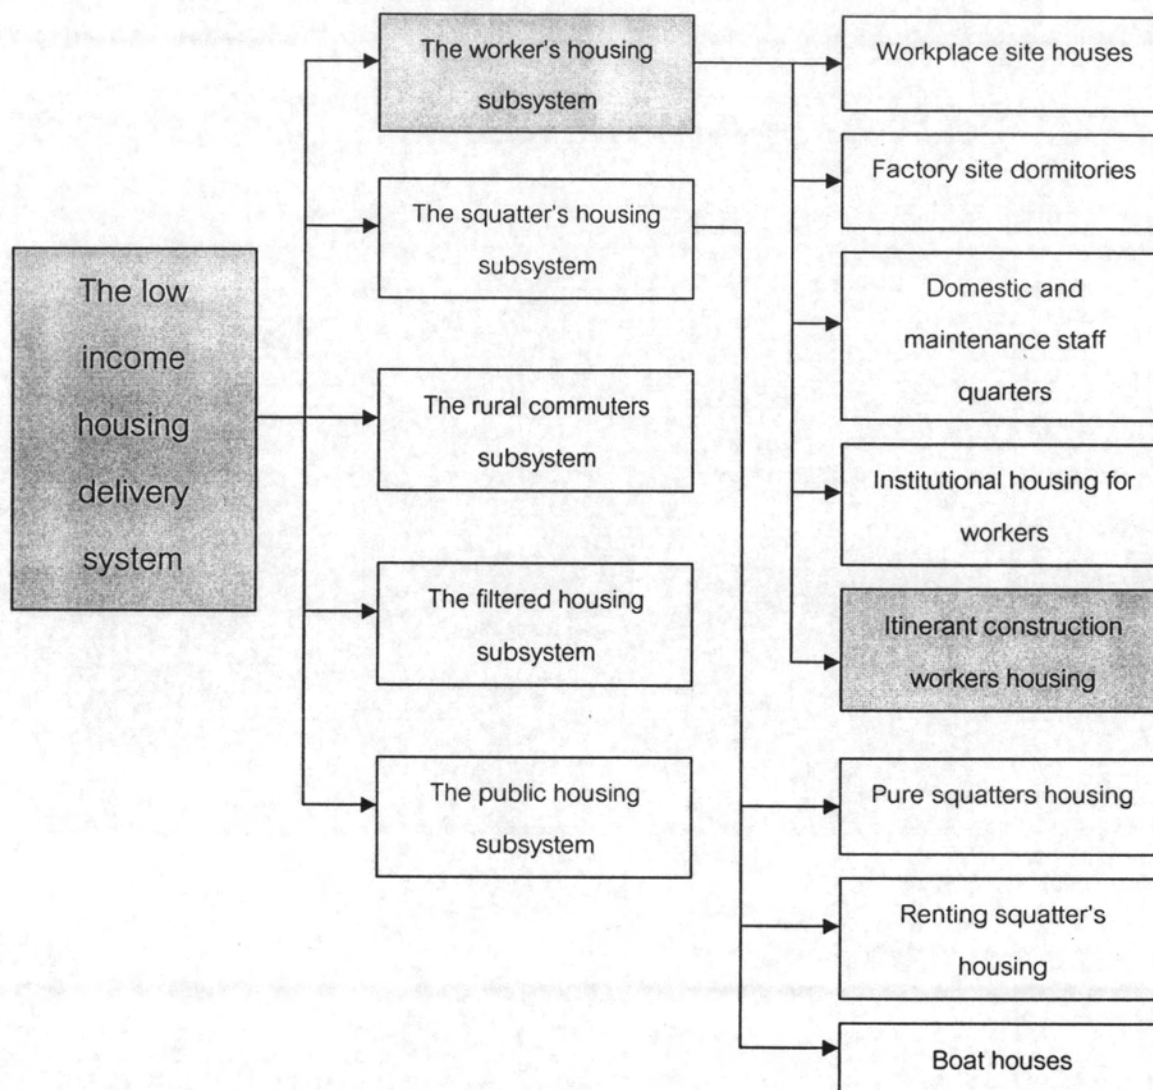 The low
income
housing
delivery
system
The worker's housing
subsystem
The squatter's housing
subsystem
The rural commuters
subsystem
The filtered housing
subsystem
The public housing
subsystem
Workplace site houses
Factory site dormitories
Domestic and
maintenance staff
quarters
Institutional housing for
workers
Itinerant construction
workers housing
Pure squatters housing
Renting squatter's
housing
Boat houses